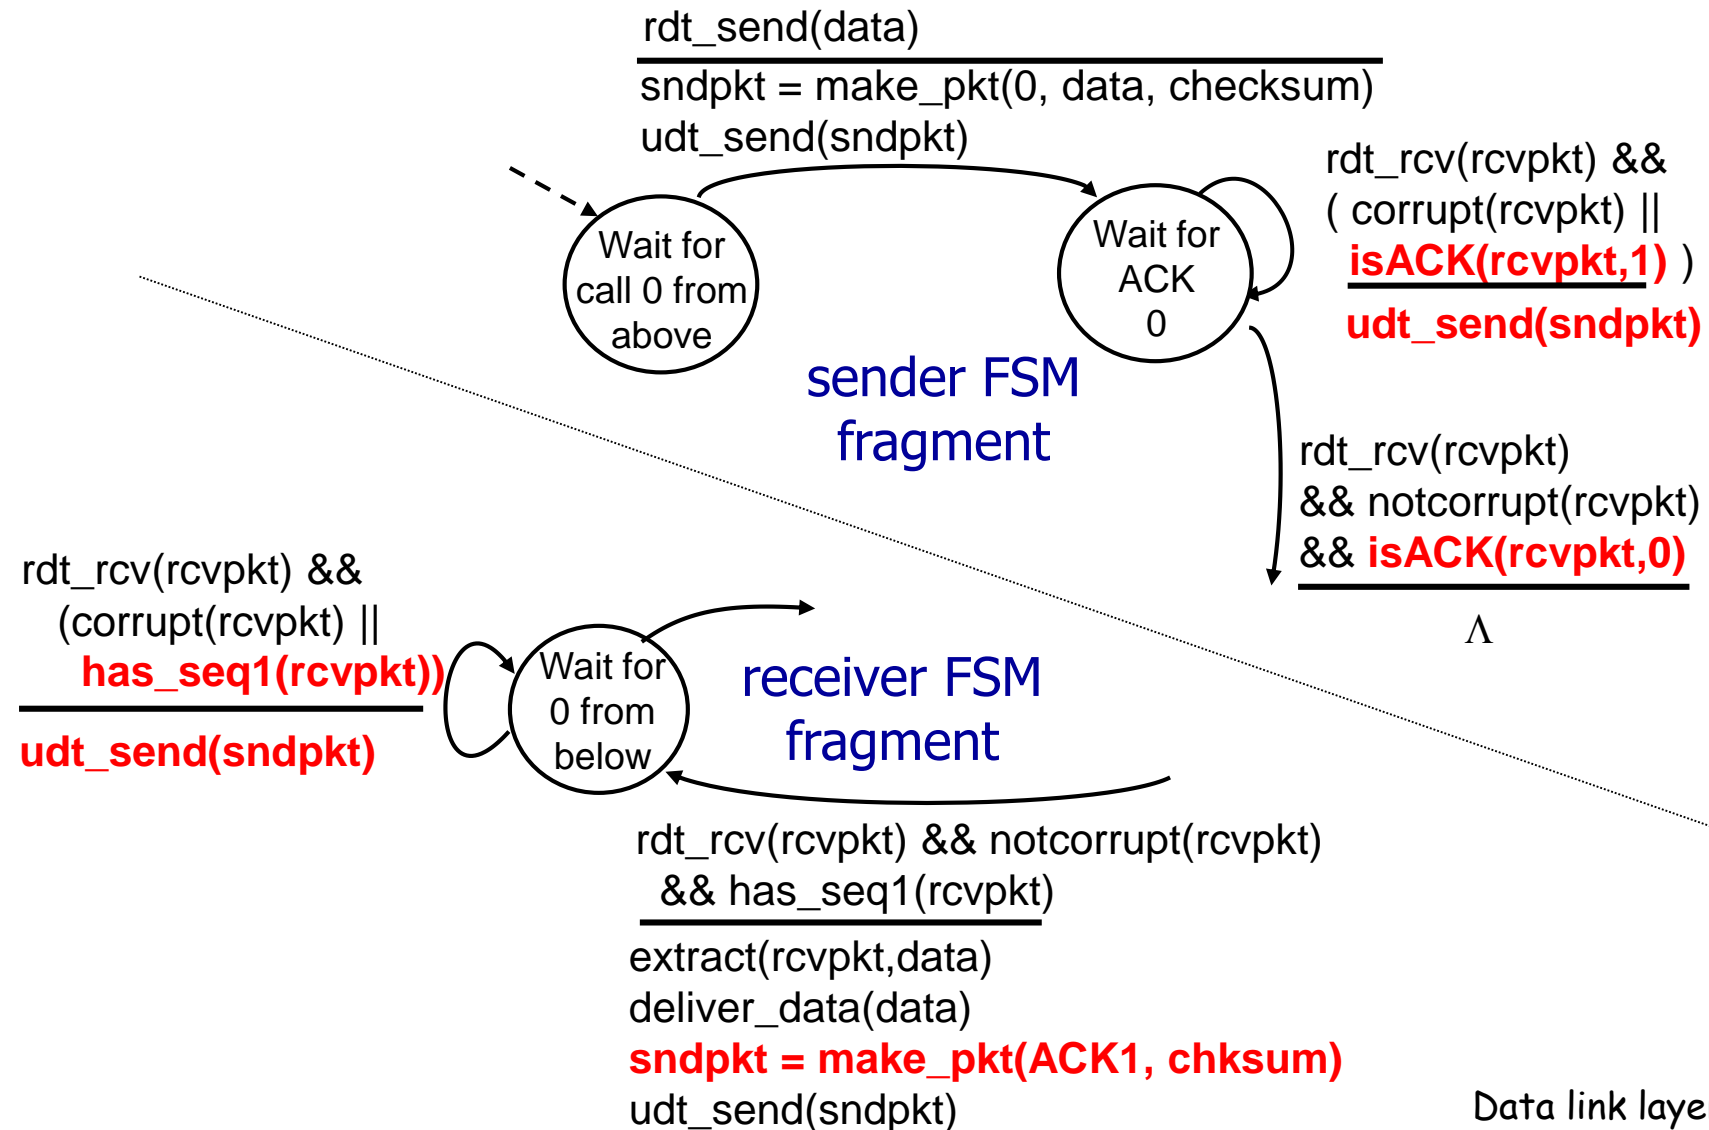 rdt_send(data)
sndpkt = make_pkt(0, data, checksum)
udt_send(sndpkt)
Wait for
call 0 from
above
Wait for
ACK
0
rdt_rcv(rcvpkt) &&
( corrupt(rcvpkt) ||
isACK(rcvpkt,1) )
udt_send(sndpkt)
sender FSM
fragment
rdt_rcv(rcvpkt)
&& notcorrupt(rcvpkt)
&& isACK(rcvpkt,0)
Λ
rdt_rcv(rcvpkt) &&
(corrupt(rcvpkt) ||
has_seq1(rcvpkt))
udt_send(sndpkt)
Wait for
0 from
below
receiver FSM
fragment
rdt_rcv(rcvpkt) && notcorrupt(rcvpkt)
&& has_seq1(rcvpkt)
extract(rcvpkt,data)
deliver_data(data)
sndpkt = make_pkt(ACK1, chksum)
udt_send(sndpkt)
Data link laye